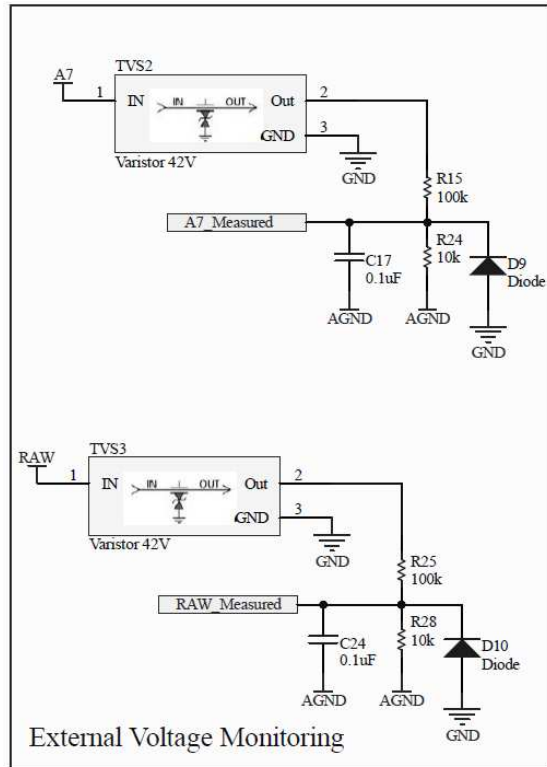 TVS2
A7
1
IN
IN
OUT
Out
2
GND
3
Varistor 42V
GND
R15
100k
A7_Measured
C17
0.1uF
R24
10k
D9
Diode
AGND
AGND
GND
TVS3
RAW
1
IN
IN
OUT
Out
2
GND
3
Varistor 42V
GND
R25
100k
RAW_Measured
C24
0.1uF
R28
10k
D10
Diode
AGND
AGND
GND
External Voltage Monitoring